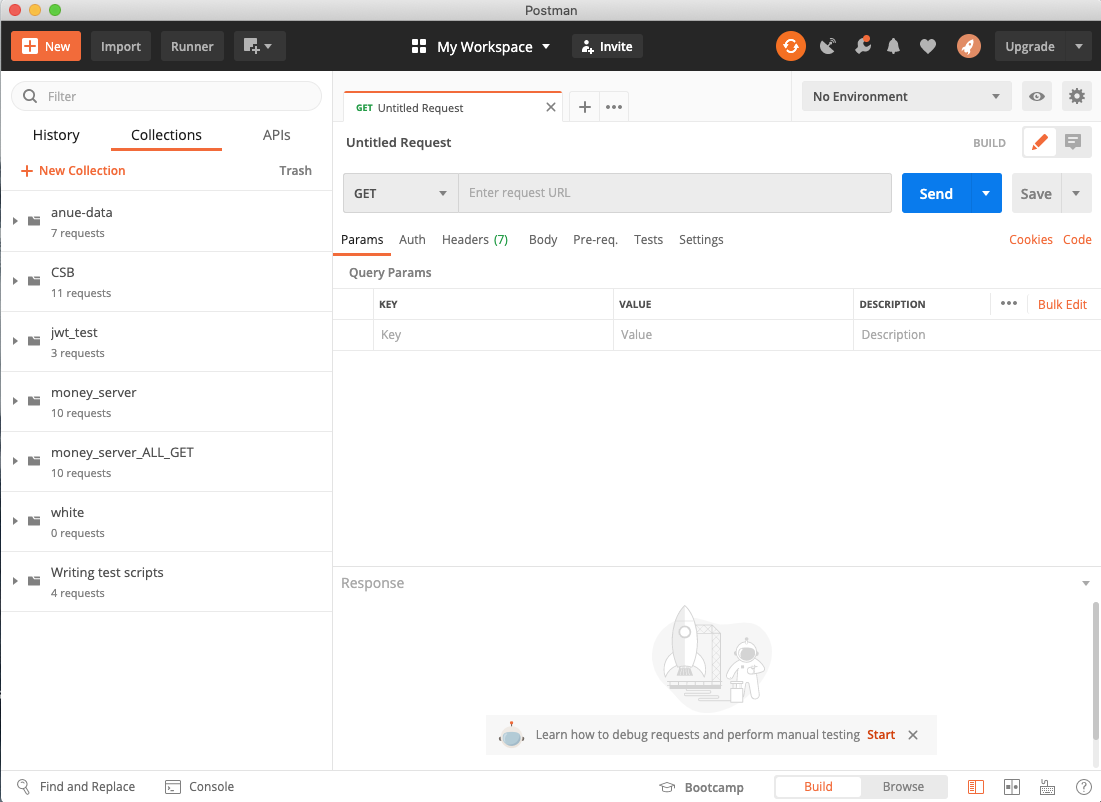 Postman
New Import Runner My Workspace Invite Upgrade
Filter
History Collections APIs
New Collection Trash
anue-data
7 requests
CSB
11 requests
jwt_test
3 requests
money_server
10 requests
money_server_ALL_GET
10 requests
white
0 requests
Writing test scripts
4 requests
GET Untitled Request
No Environment
Untitled Request BUILD
GET Enter request URL Send Save
Params Auth Headers (7) Body Pre-req. Tests Settings Cookies Code
Query Params
KEY VALUE DESCRIPTION Bulk Edit
Key Value Description
Response
Learn how to debug requests and perform manual testing Start
Find and Replace Console Bootcamp Build Browse